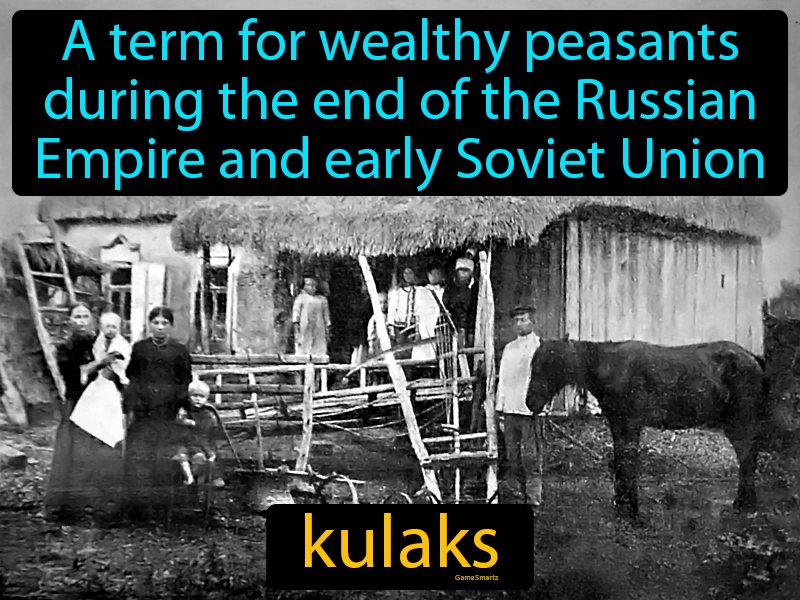 A term for wealthy peasants
during the end of the Russian
Empire and early Soviet Union
kulaks
GameSmartz